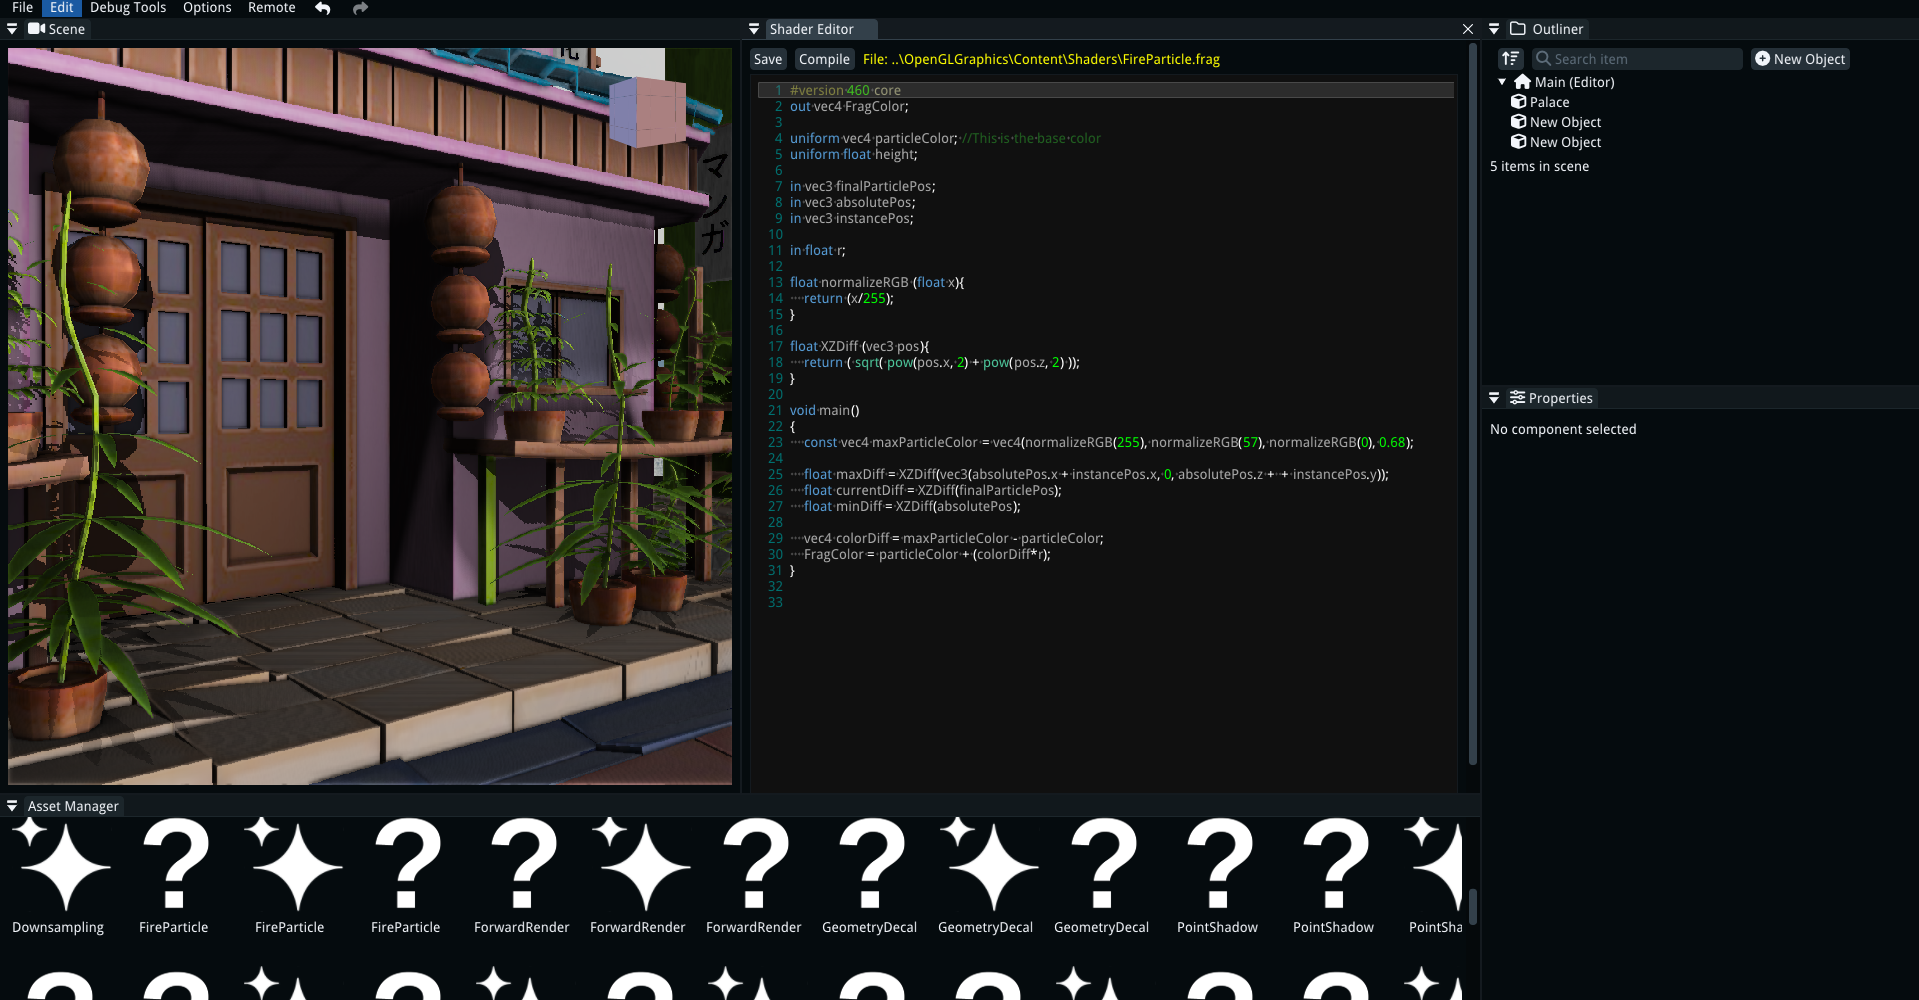 File Edit Debug Tools Options Remote
Scene
マンガ
Shader Editor
Save Compile File: ..\OpenGLGraphics\Content\Shaders\FireParticle.frag
1 #version 460 core
2 out vec4 FragColor;
3
4 uniform vec4 particleColor; //This is the base color
5 uniform float height;
6
7 in vec3 finalParticlePos;
8 in vec3 absolutePos;
9 in vec3 instancePos;
10
11 in float r;
12
13 float normalizeRGB (float x){
14 return (x/255);
15 }
16
17 float XZDiff (vec3 pos){
18 return ( sqrt( pow(pos.x, 2) + pow(pos.z, 2) ));
19 }
20
21 void main()
22 {
23 const vec4 maxParticleColor = vec4(normalizeRGB(255), normalizeRGB(57), normalizeRGB(0), 0.68);
24
25 float maxDiff = XZDiff(vec3(absolutePos.x + instancePos.x, 0, absolutePos.z + + instancePos.y));
26 float currentDiff = XZDiff(finalParticlePos);
27 float minDiff = XZDiff(absolutePos);
28
29 vec4 colorDiff = maxParticleColor - particleColor;
30 FragColor = particleColor + (colorDiff*r);
31 }
32
33
Outliner
Search item New Object
Main (Editor)
Palace
New Object
New Object
5 items in scene
Properties
No component selected
Asset Manager
Downsampling FireParticle FireParticle FireParticle ForwardRender ForwardRender ForwardRender GeometryDecal GeometryDecal GeometryDecal PointShadow PointShadow PointSha